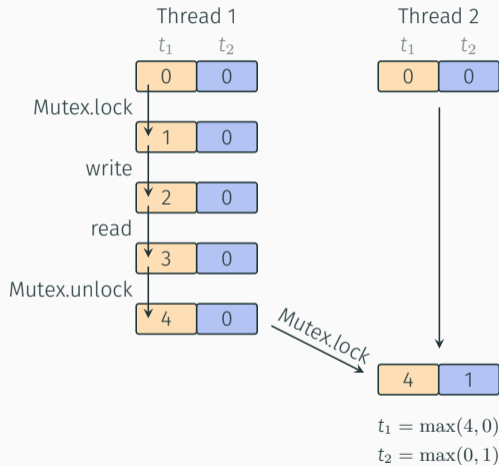 Thread 1
Thread 2
t₁ t₂
t₁ t₂
0 0
0 0
Mutex.lock
1 0
write
2 0
read
3 0
Mutex.unlock
4 0
Mutex.lock
4 1
t₁ = max(4, 0)
t₂ = max(0, 1)